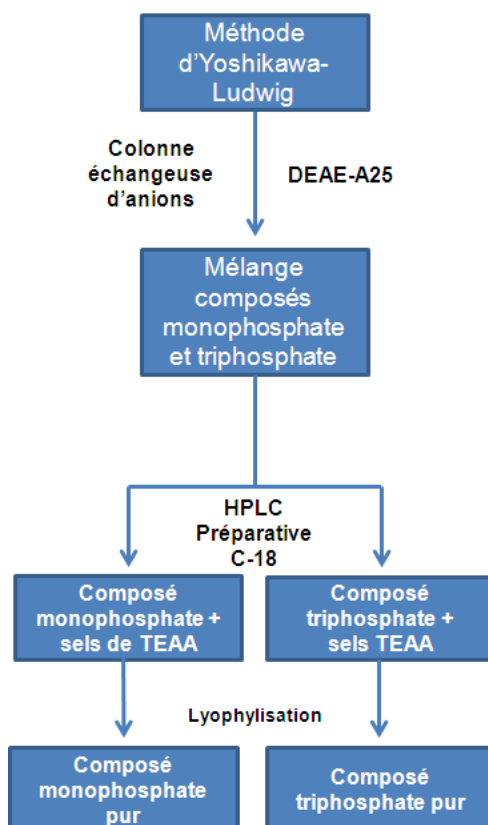 Méthode
d'Yoshikawa-
Ludwig
Colonne
échangeuse
d'anions
DEAE-A25
Mélange
composés
monophosphate
et triphosphate
HPLC
Préparative
C-18
Composé
monophosphate +
sels de TEAA
Composé
triphosphate +
sels TEAA
Lyophylisation
Composé
monophosphate
pur
Composé
triphosphate pur